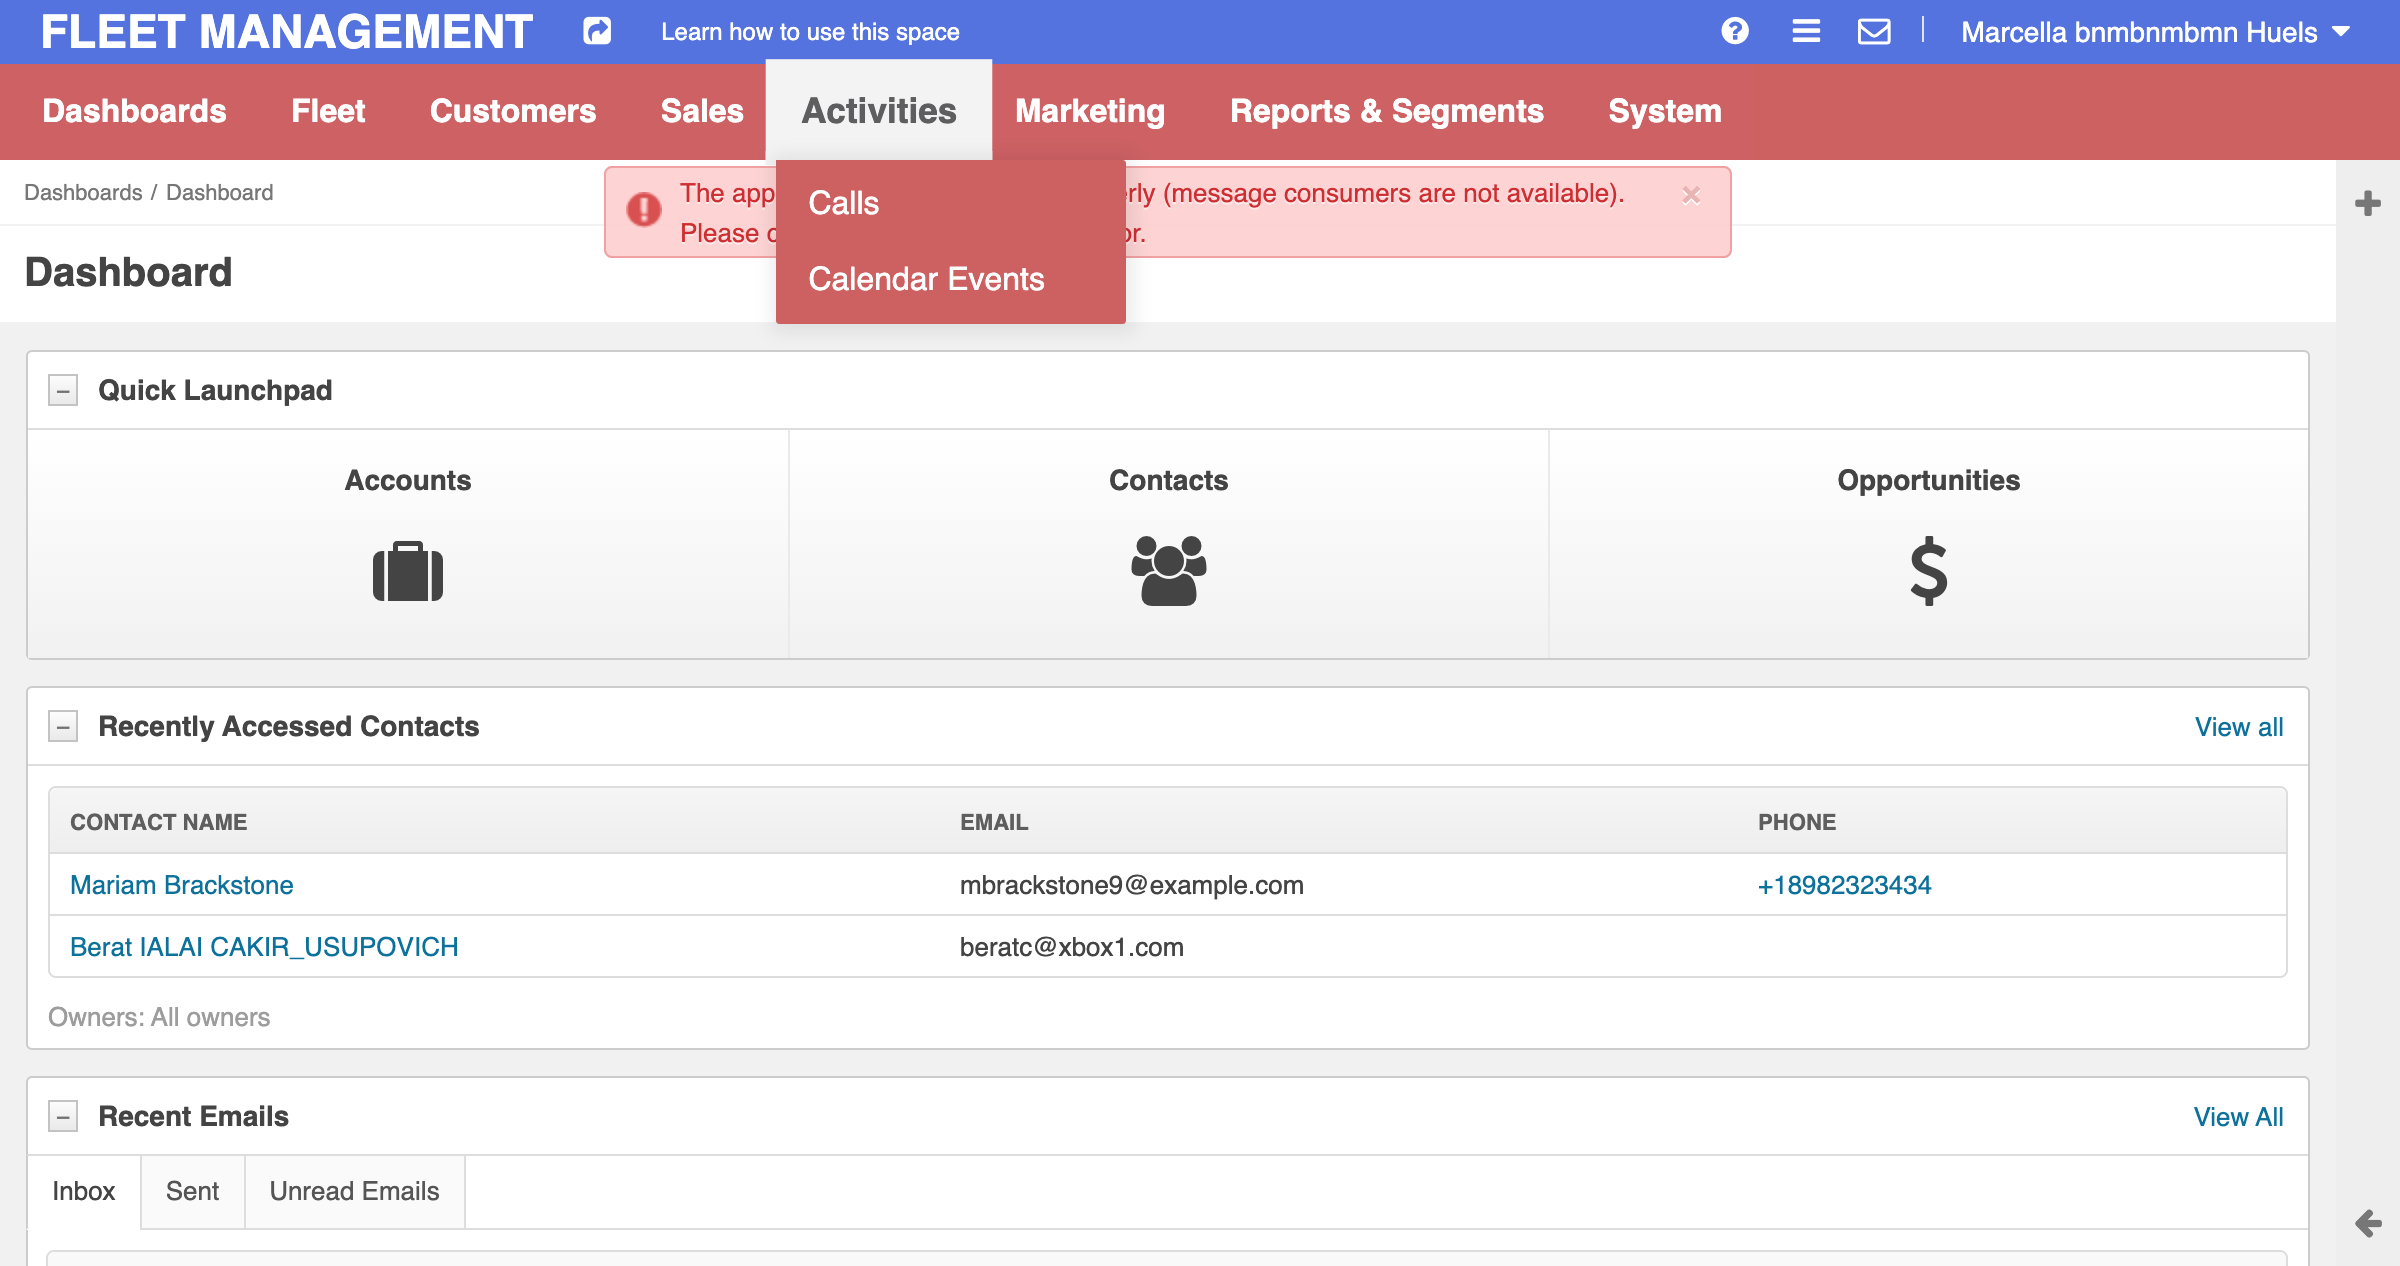 FLEET MANAGEMENT
Learn how to use this space
Marcella bnmbnmbmn Huels
Dashboards Fleet Customers Sales Activities Marketing Reports & Segments System
Dashboards / Dashboard
The app
rly (message consumers are not available).
Please
or.
×
Calls
Calendar Events
Dashboard
Quick Launchpad
Accounts
Contacts
Opportunities
Recently Accessed Contacts
View all
CONTACT NAME EMAIL PHONE
Mariam Brackstone mbrackstone9@example.com +18982323434
Berat IALAI CAKIR_USUPOVICH beratc@xbox1.com
Owners: All owners
Recent Emails
View All
Inbox Sent Unread Emails